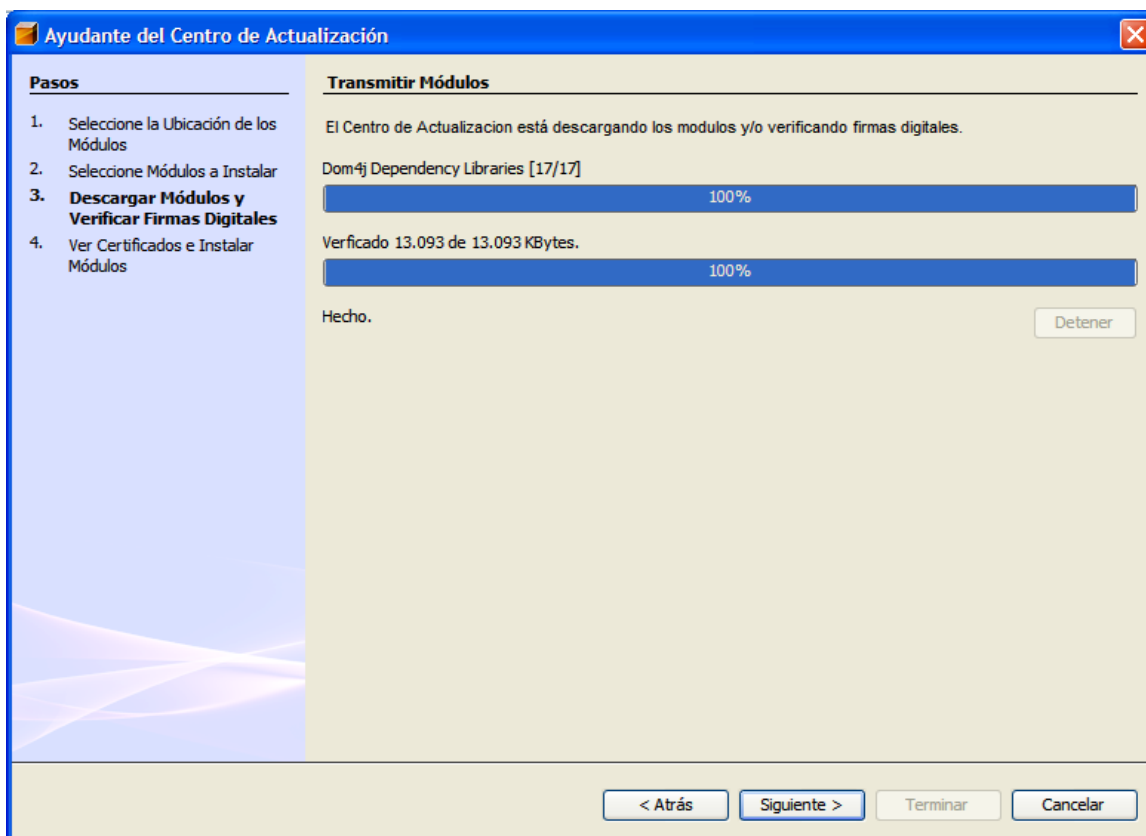 Ayudante del Centro de Actualización
Pasos
1. Seleccione la Ubicación de los
Módulos
2. Seleccione Módulos a Instalar
3. Descargar Módulos y
Verificar Firmas Digitales
4. Ver Certificados e Instalar
Módulos
Transmitir Módulos
El Centro de Actualizacion está descargando los modulos y/o verificando firmas digitales.
Dom4j Dependency Libraries [17/17]
100%
Verficado 13.093 de 13.093 KBytes.
100%
Hecho.
Detener
< Atrás
Siguiente >
Terminar
Cancelar